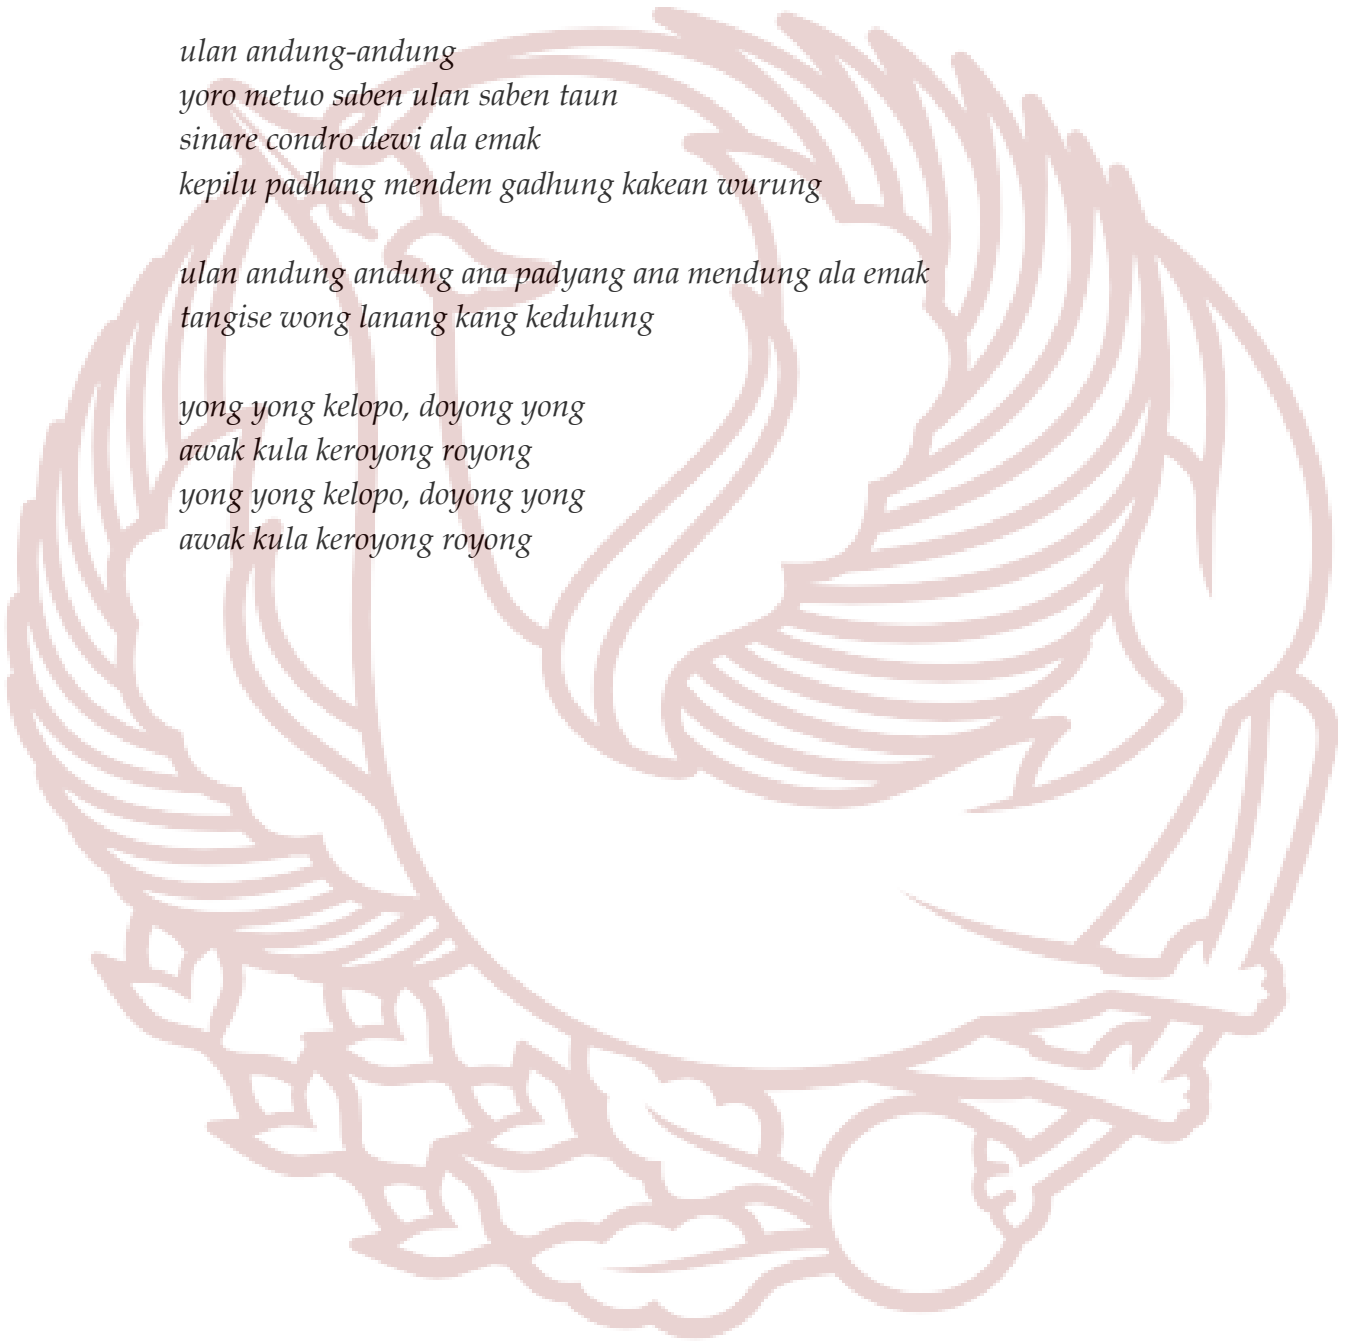 ulan andung-andung
yoro metuo saben ulan saben taun
sinare condro dewi ala emak
kepilu padhang mendem gadhung kakean wurung
ulan andung andung ana padyang ana mendung ala emak
tangise wong lanang kang keduhung
yong yong kelopo, doyong yong
awak kula keroyong royong
yong yong kelopo, doyong yong
awak kula keroyong royong